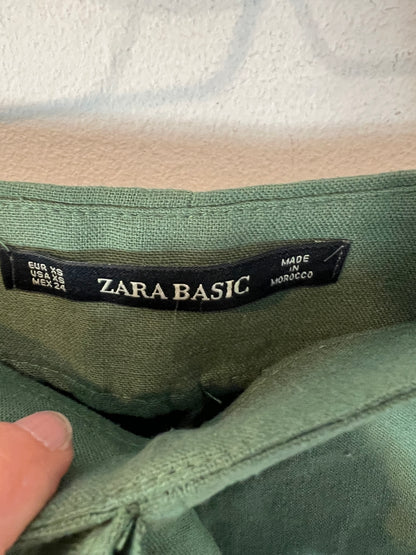 EUR XS
USA XS
MEX 24
ZARA BASIC
MADE
IN
MOROCCO